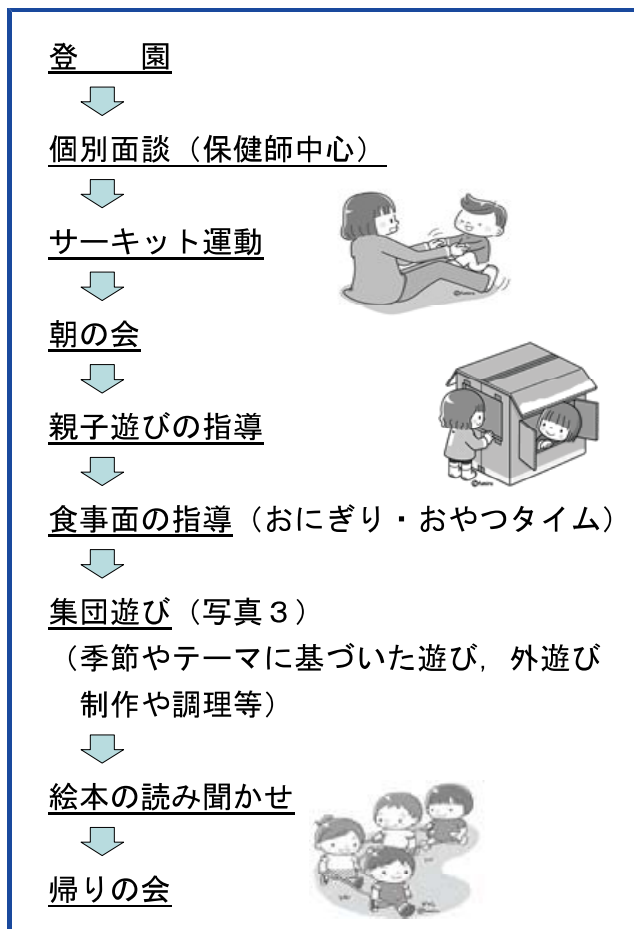 登　　園
個別面談（保健師中心）
サーキット運動
朝の会
親子遊びの指導
食事面の指導（おにぎり・おやつタイム）
集団遊び（写真３）
（季節やテーマに基づいた遊び，外遊び
制作や調理等）
絵本の読み聞かせ
帰りの会